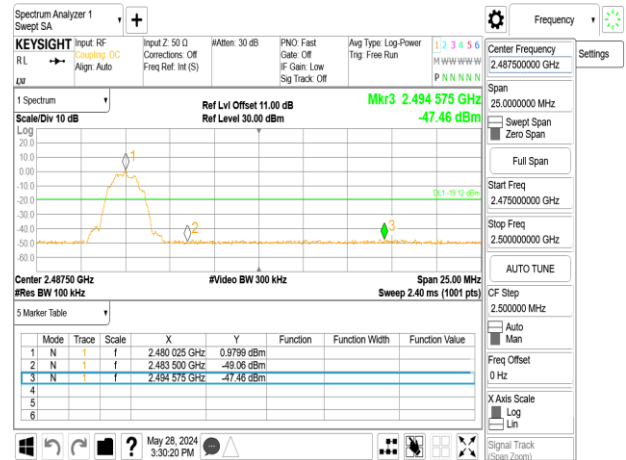 Spectrum Analyzer 1
Swept SA
Frequency
KEYSIGHT
Input: RF
Coupling: DC
Align: Auto
Input Z: 50 Ω
Corrections: Off
Freq Ref: Int (S)
#Atten: 30 dB
PNO: Fast
Gate: Off
IF Gain: Low
Sig Track: Off
Avg Type: Log-Power
Trig: Free Run
1 2 3 4 5 6
M W W W W W
P N N N N N
R L
Center Frequency
2.487500000 GHz
Settings
Span
25.0000000 MHz
Swept Span
Zero Span
Full Span
Start Freq
2.475000000 GHz
Stop Freq
2.500000000 GHz
AUTO TUNE
CF Step
2.500000 MHz
Auto
Man
Freq Offset
0 Hz
X Axis Scale
Log
Lin
Signal Track
(Span Zoom)
1 Spectrum
Scale/Div 10 dB
Ref Lvl Offset 11.00 dB
Ref Level 30.00 dBm
Mkr3 2.494 575 GHz
-47.46 dBm
Log
20.0
10.0
0.00
-10.0
-20.0
-30.0
-40.0
-50.0
-60.0
1
2
3
DL1 -19.12 dBm
Center 2.48750 GHz
#Res BW 100 kHz
#Video BW 300 kHz
Span 25.00 MHz
Sweep 2.40 ms (1001 pts)
5 Marker Table
Mode Trace Scale X Y Function Function Width Function Value
1 N 1 f 2.480 025 GHz 0.9799 dBm
2 N 1 f 2.483 500 GHz -49.06 dBm
3 N 1 f 2.494 575 GHz -47.46 dBm
4
5
6
May 28, 2024
3:30:20 PM